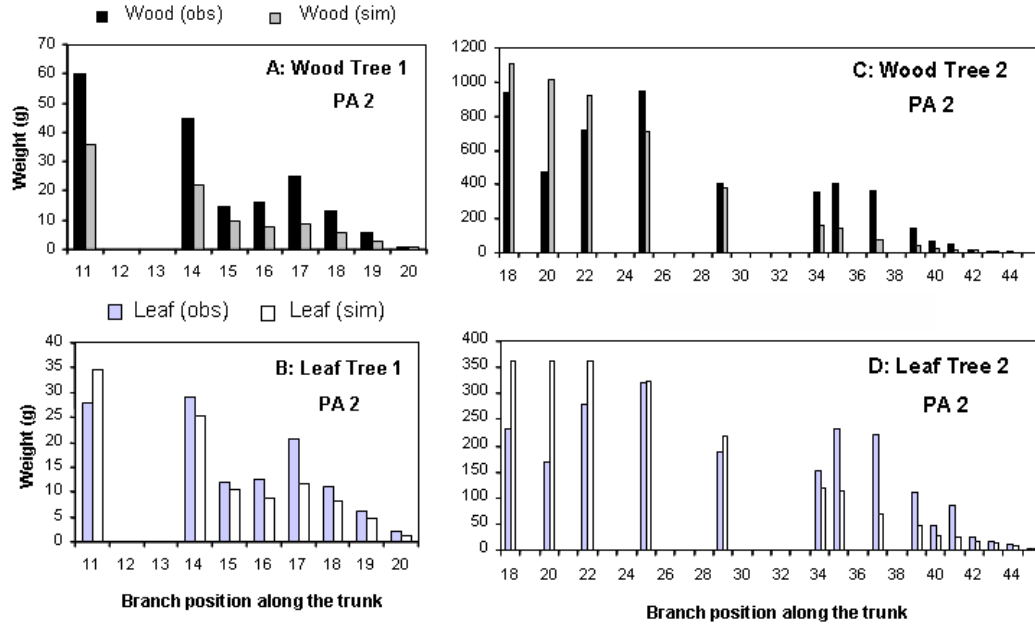 Wood (obs) Wood (sim)
A: Wood Tree 1
PA 2
Weight (g)
70
60
50
40
30
20
10
0
11 12 13 14 15 16 17 18 19 20
C: Wood Tree 2
PA 2
1200
1000
800
600
400
200
0
18 20 22 24 26 28 30 32 34 36 38 40 42 44
Leaf (obs) Leaf (sim)
B: Leaf Tree 1
PA 2
Weight (g)
40
35
30
25
20
15
10
5
0
11 12 13 14 15 16 17 18 19 20
Branch position along the trunk
D: Leaf Tree 2
PA 2
400
350
300
250
200
150
100
50
0
18 20 22 24 26 28 30 32 34 36 38 40 42 44
Branch position along the trunk